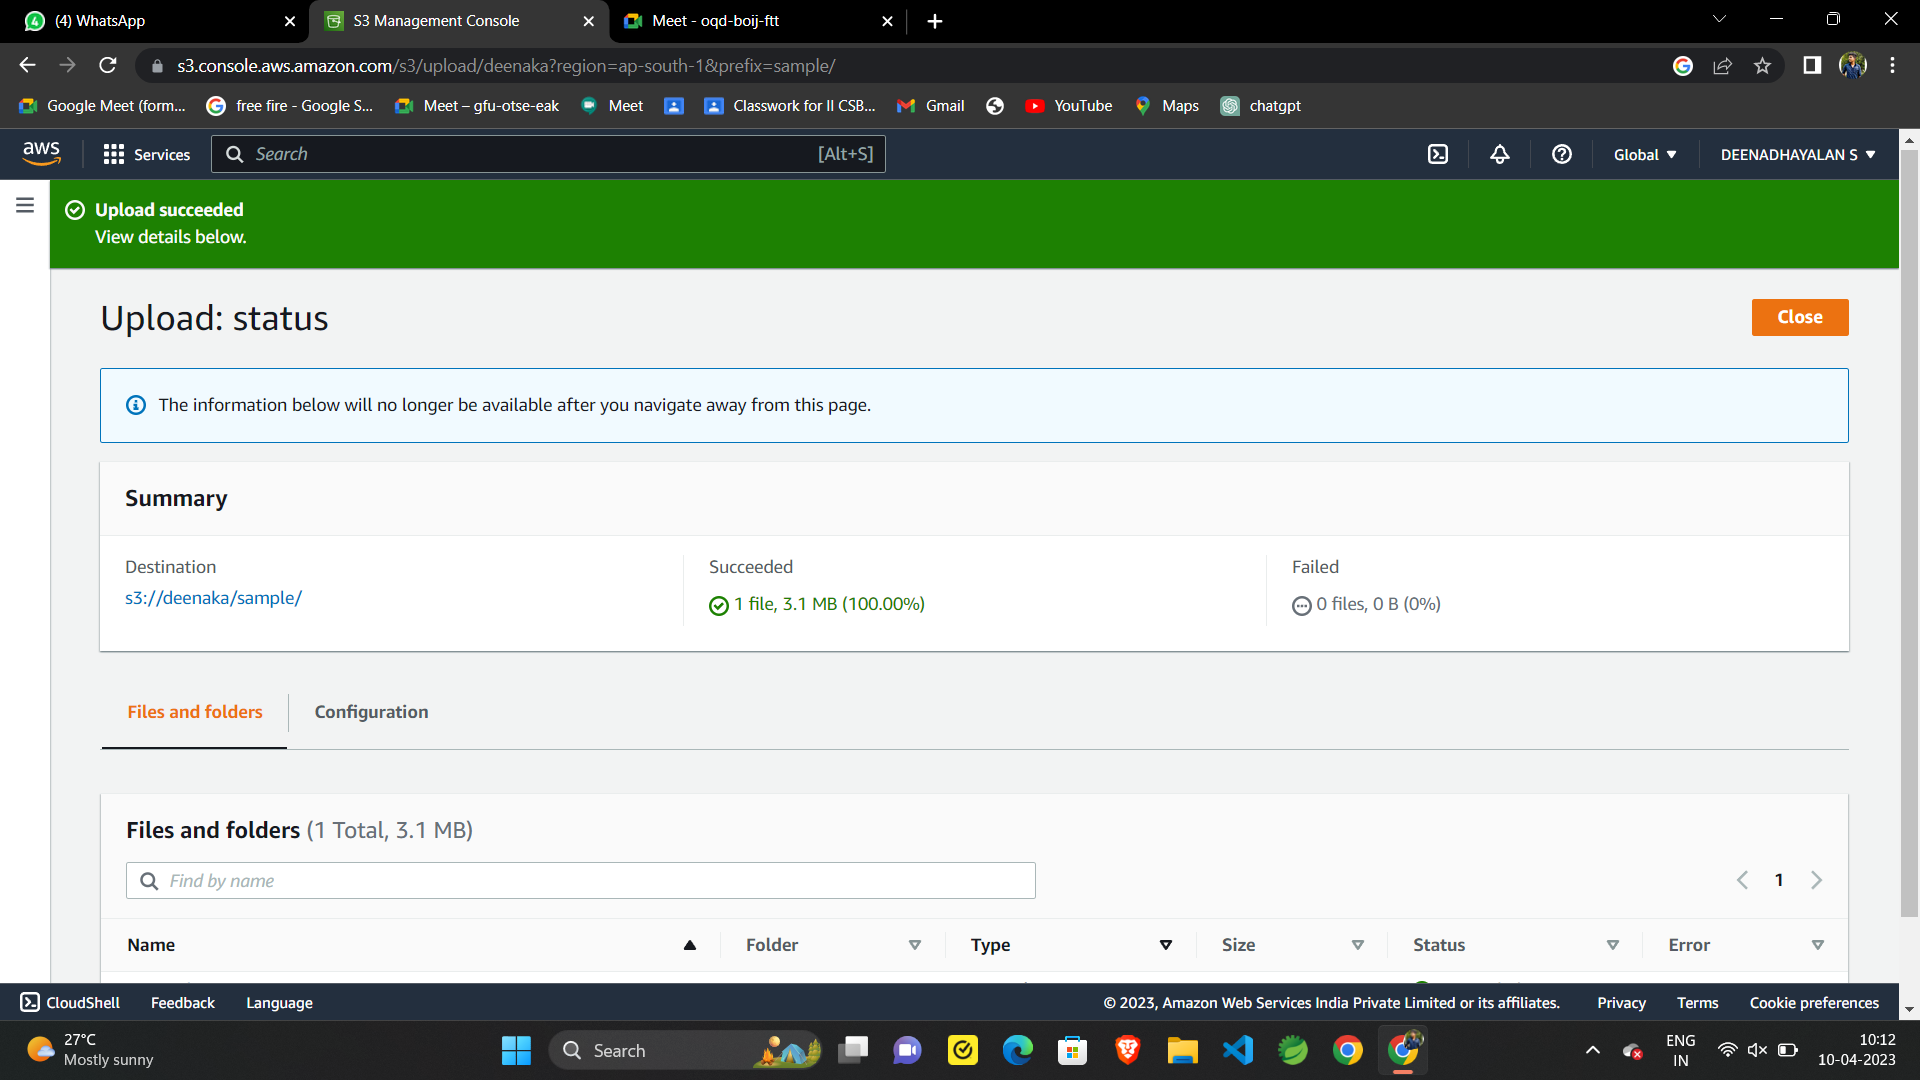 (4) WhatsApp
S3 Management Console
Meet - oqd-boij-ftt
s3.console.aws.amazon.com/s3/upload/deenaka?region=ap-south-1&prefix=sample/
Google Meet (form...
free fire - Google S...
Meet – gfu-otse-eak
Meet
Classwork for II CSB...
Gmail
YouTube
Maps
chatgpt
aws
Services
Search
[Alt+S]
Global
DEENADHAYALAN S
Upload succeeded
View details below.
Upload: status
Close
The information below will no longer be available after you navigate away from this page.
Summary
Destination
s3://deenaka/sample/
Succeeded
1 file, 3.1 MB (100.00%)
Failed
0 files, 0 B (0%)
Files and folders
Configuration
Files and folders (1 Total, 3.1 MB)
Find by name
1
Name
Folder
Type
Size
Status
Error
CloudShell
Feedback
Language
© 2023, Amazon Web Services India Private Limited or its affiliates.
Privacy
Terms
Cookie preferences
27°C
Mostly sunny
Search
ENG
IN
10:12
10-04-2023